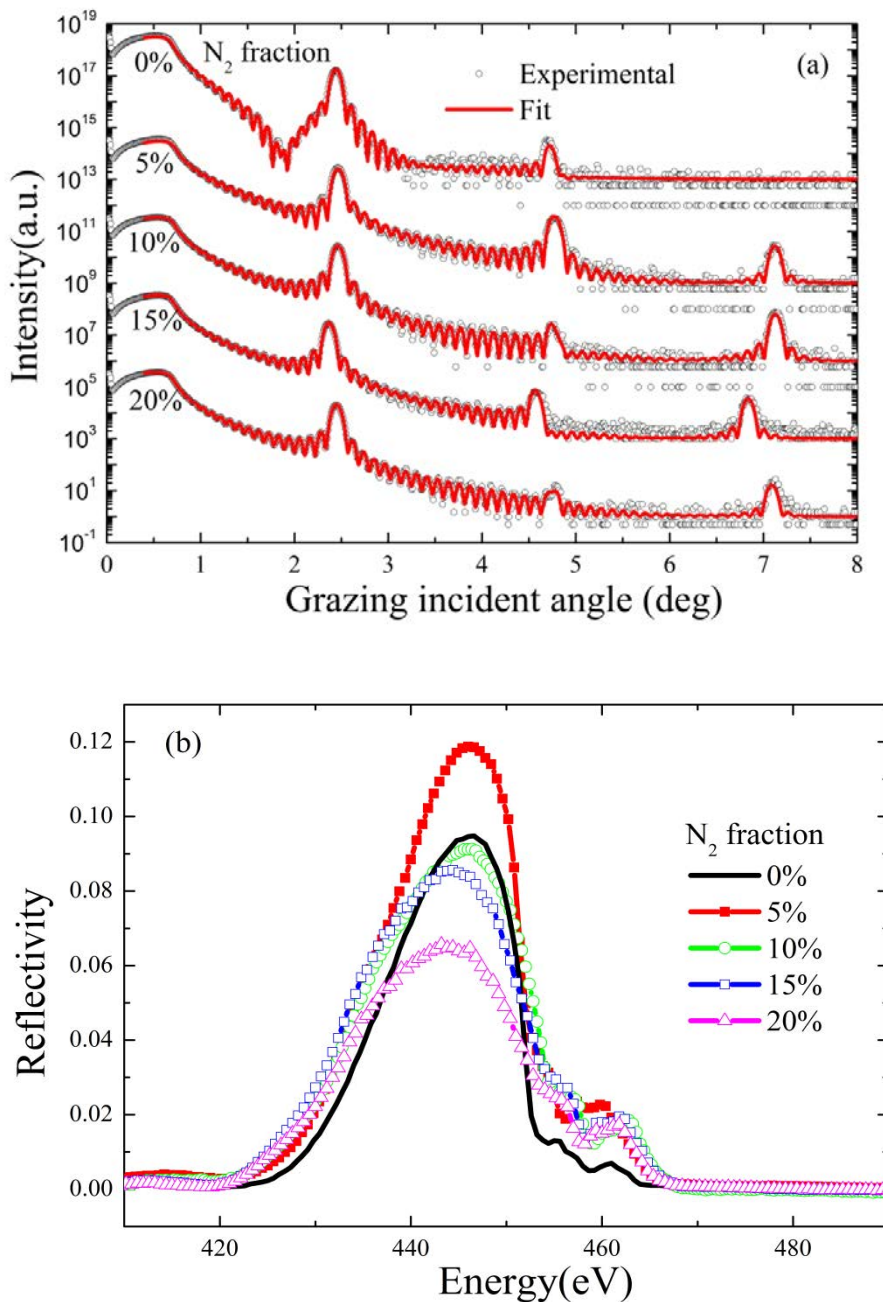 10^19
10^17
10^15
10^13
10^11
10^9
10^7
10^5
10^3
10^1
10^-1
Intensity(a.u.)
N₂ fraction
(a)
Experimental
Fit
0%
5%
10%
15%
20%
0 1 2 3 4 5 6 7 8
Grazing incident angle (deg)
(b)
0.12
0.10
0.08
0.06
0.04
0.02
0.00
Reflectivity
N₂ fraction
0%
5%
10%
15%
20%
420 440 460 480
Energy(eV)